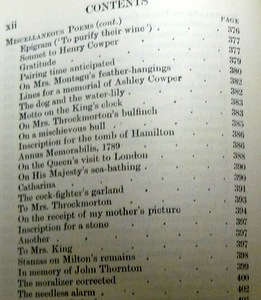 xii CONTENTS
PAGE
MISCELLANEOUS POEMS (cont.)
Epigram ('To purify their wine') . 376
Sonnet to Henry Cowper . 377
Gratitude . 377
Pairing time anticipated . 379
On Mrs. Montagu's feather-hangings . 380
Lines for a memorial of Ashley Cowper . 382
The dog and the water-lily . 382
Motto on the King's clock . 383
On Mrs. Throckmorton's bulfinch . 383
On a mischievous bull . 385
Inscription for the tomb of Hamilton . 386
Annus Memorabilis, 1789 . 386
On the Queen's visit to London . 388
On His Majesty's sea-bathing . 390
Catharina . 390
The cock-fighter's garland . 391
To Mrs. Throckmorton . 393
On the receipt of my mother's picture . 394
Inscription for a stone . 397
Another . 397
To Mrs. King . 397
Stanzas on Milton's remains . 398
In memory of John Thornton . 399
The moralizer corrected . 400
The needless alarm . 402